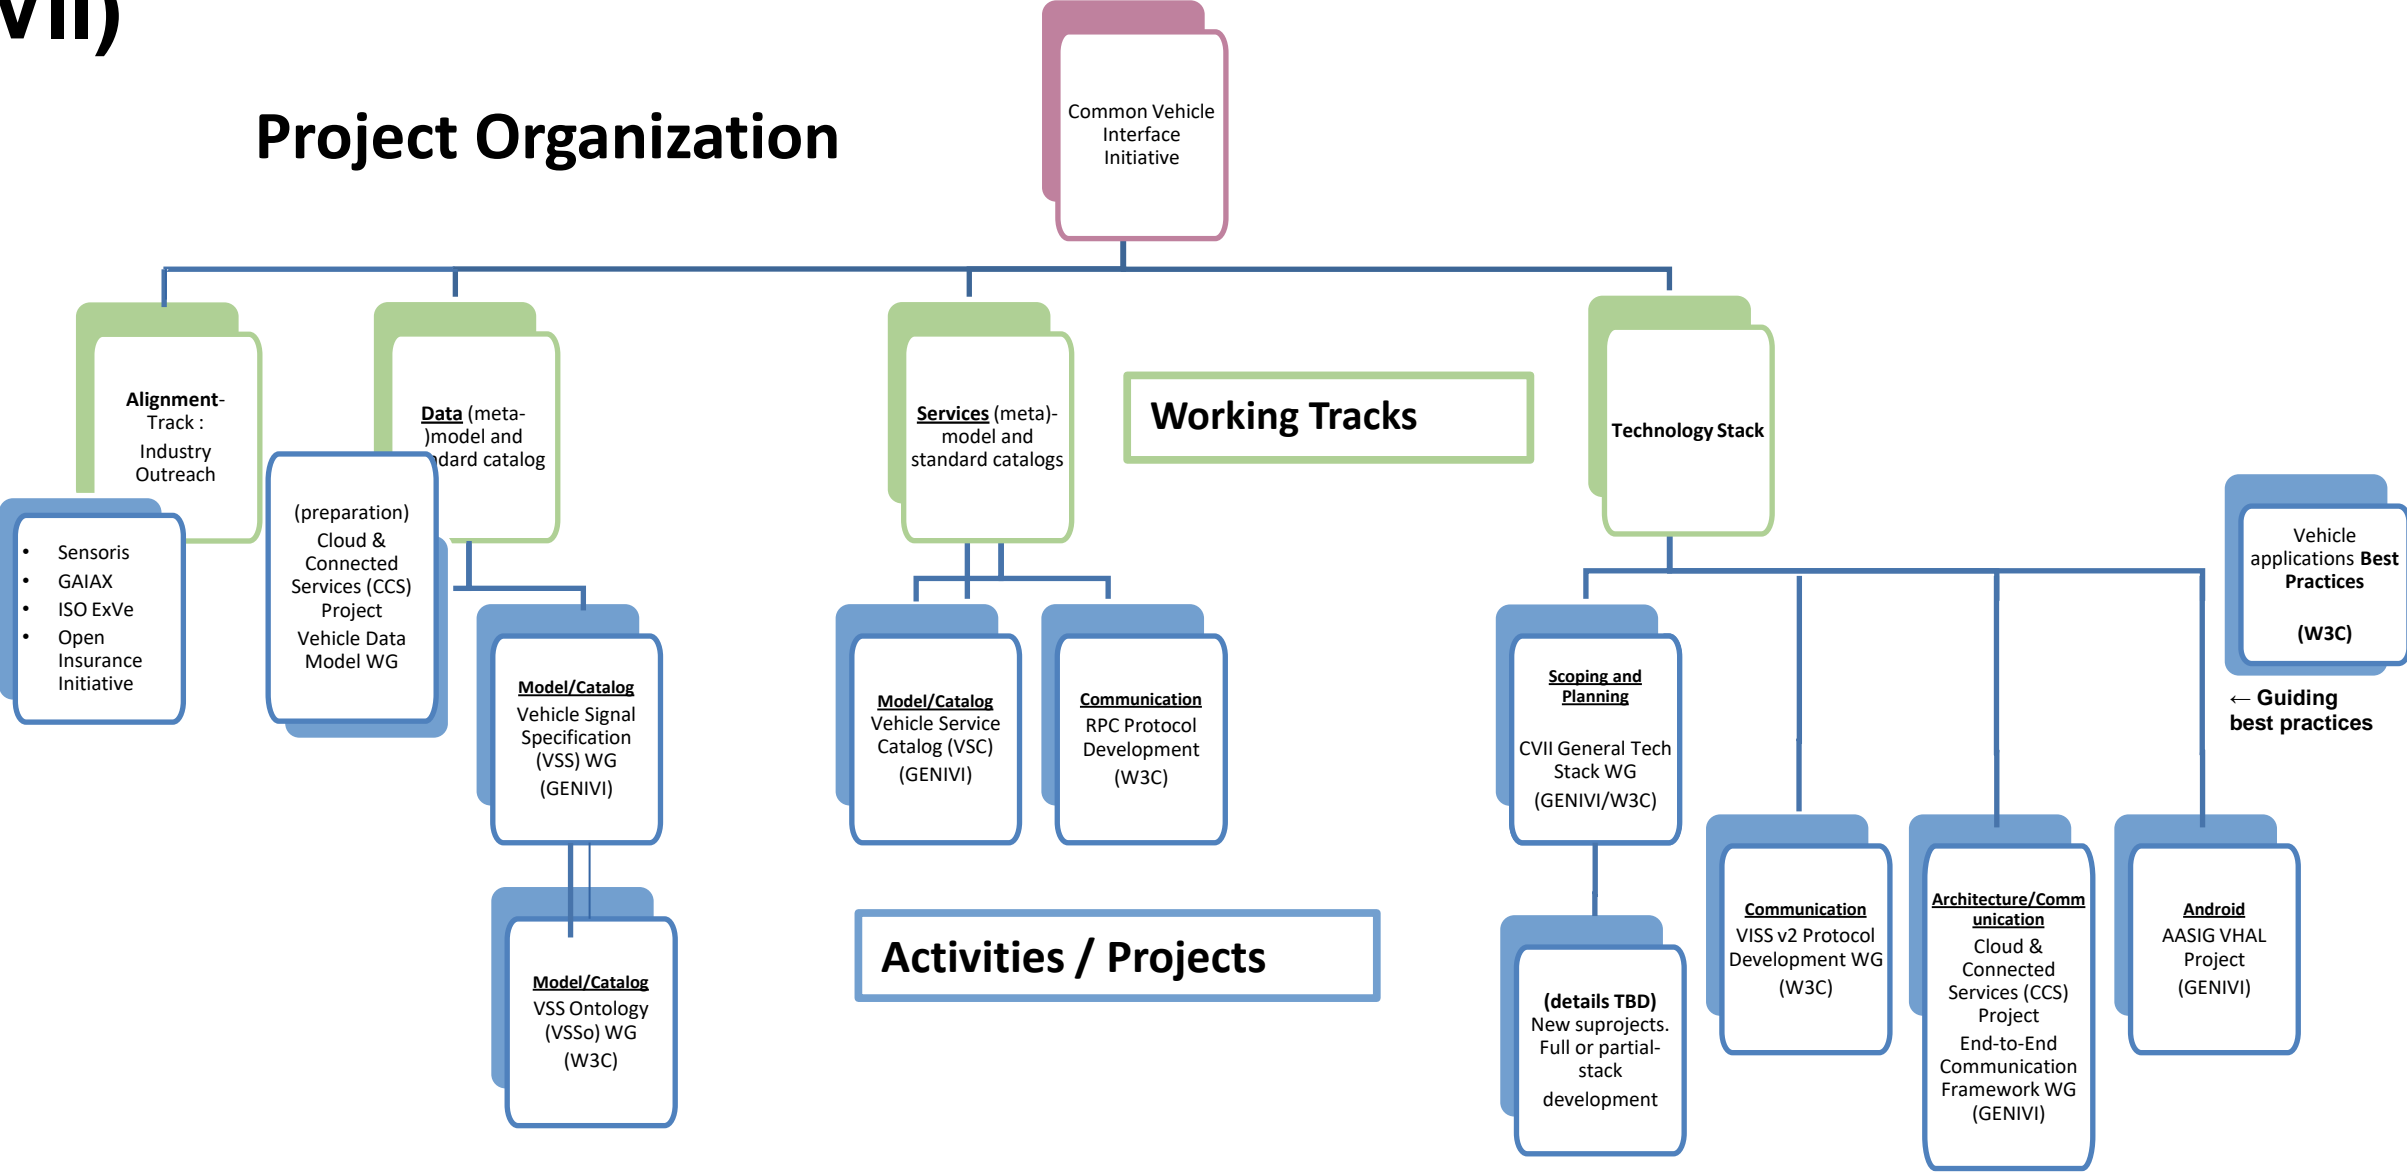 VII)
Project Organization
Common Vehicle
Interface
Initiative
Alignment-
Track :
Industry
Outreach
Data (meta-
)model and
ndard catalog
Services (meta)-
model and
standard catalogs
Working Tracks
Technology Stack
• Sensoris
• GAIAX
• ISO ExVe
• Open
Insurance
Initiative
(preparation)
Cloud &
Connected
Services (CCS)
Project
Vehicle Data
Model WG
Model/Catalog
Vehicle Signal
Specification
(VSS) WG
(GENIVI)
Model/Catalog
VSS Ontology
(VSSo) WG
(W3C)
Model/Catalog
Vehicle Service
Catalog (VSC)
(GENIVI)
Communication
RPC Protocol
Development
(W3C)
Activities / Projects
Scoping and
Planning
CVII General Tech
Stack WG
(GENIVI/W3C)
(details TBD)
New suprojects.
Full or partial-
stack
development
Communication
VISS v2 Protocol
Development WG
(W3C)
Architecture/Comm
unication
Cloud &
Connected
Services (CCS)
Project
End-to-End
Communication
Framework WG
(GENIVI)
Android
AASIG VHAL
Project
(GENIVI)
Vehicle
applications Best
Practices
(W3C)
← Guiding
best practices